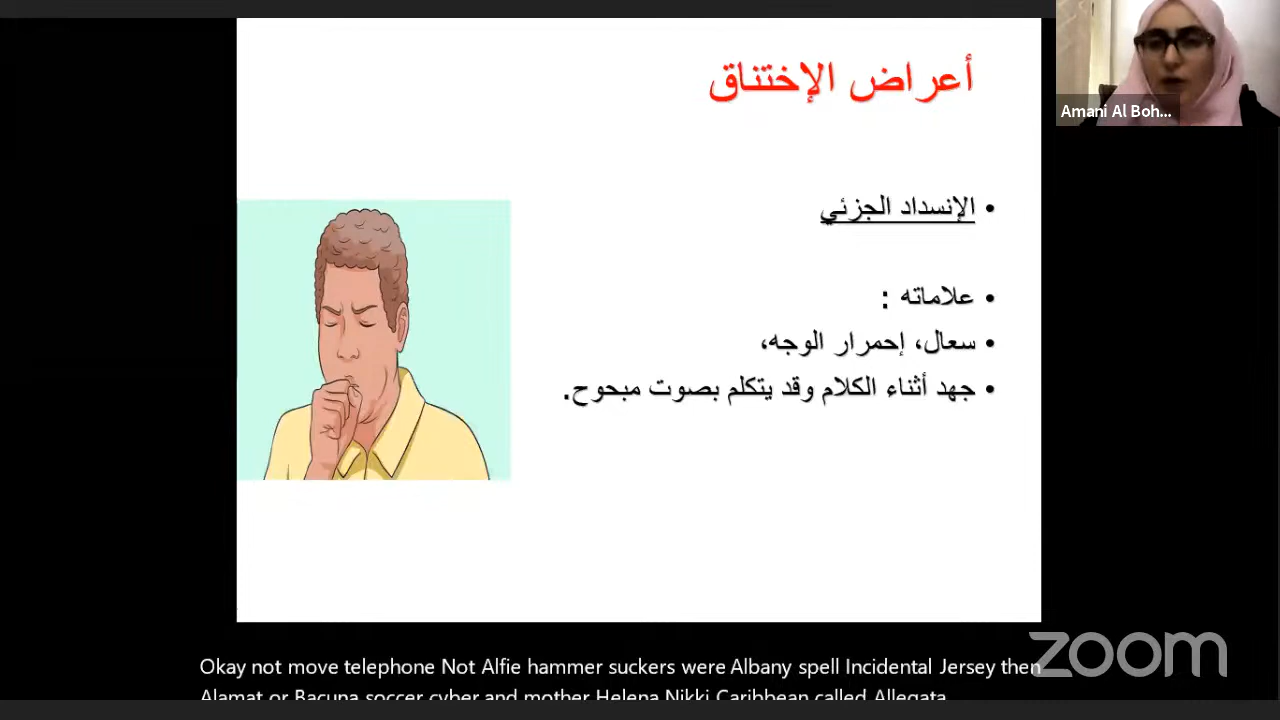 أعراض الإختناق
Amani Al Boh...
• الإنسداد الجزئي
• علاماته :
• سعال، إحمرار الوجه،
• جهد أثناء الكلام وقد يتكلم بصوت مبحوح.
zoom
Okay not move telephone Not Alfie hammer suckers were Albany spell Incidental Jersey then
Alamat or Bacuna soccer cyber and mother Helena Nikki Caribbean called Allegata